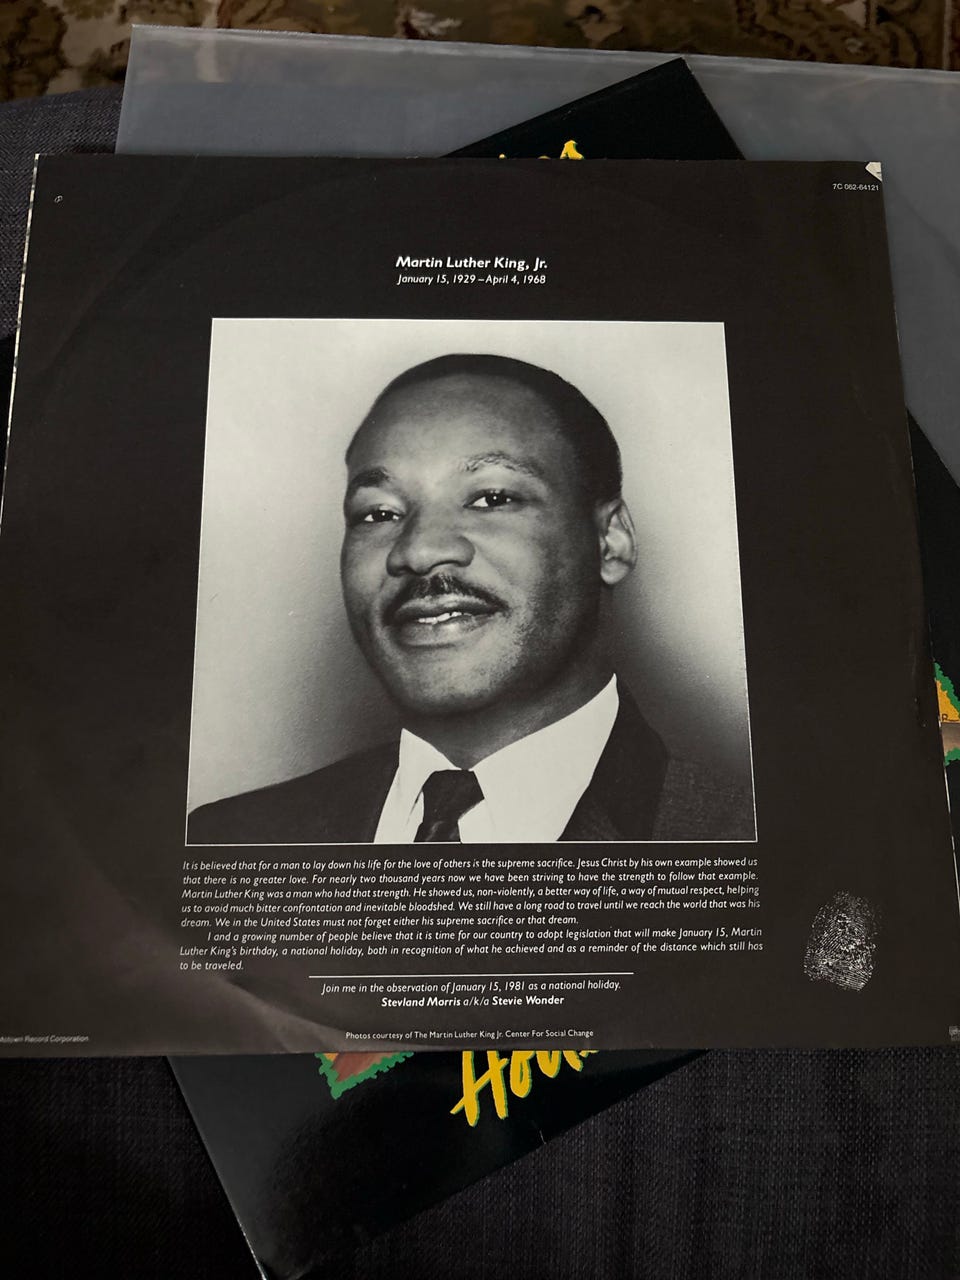 7C 062-64121
Martin Luther King, Jr.
January 15, 1929 – April 4, 1968
It is believed that for a man to lay down his life for the love of others is the supreme sacrifice. Jesus Christ by his own example showed us
that there is no greater love. For nearly two thousand years now we have been striving to have the strength to follow that example.
Martin Luther King was a man who had that strength. He showed us, non-violently, a better way of life, a way of mutual respect, helping
us to avoid much bitter confrontation and inevitable bloodshed. We still have a long road to travel until we reach the world that was his
dream. We in the United States must not forget either his supreme sacrifice or that dream.
I and a growing number of people believe that it is time for our country to adopt legislation that will make January 15, Martin
Luther King's birthday, a national holiday, both in recognition of what he achieved and as a reminder of the distance which still has
to be traveled.
Join me in the observation of January 15, 1981 as a national holiday.
Stevland Morris a/k/a Stevie Wonder
Photos courtesy of The Martin Luther King Jr. Center For Social Change
Motown Record Corporation